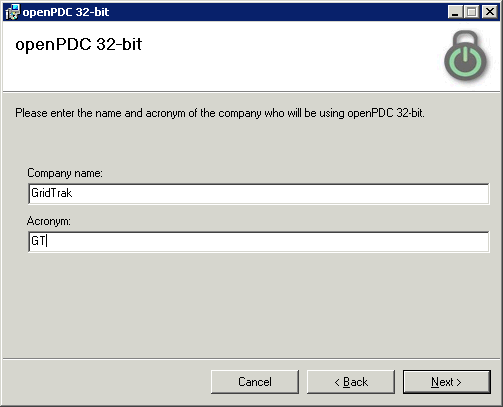 openPDC 32-bit
openPDC 32-bit
Please enter the name and acronym of the company who will be using openPDC 32-bit.
Company name:
GridTrak
Acronym:
GT
Cancel
< Back
Next >